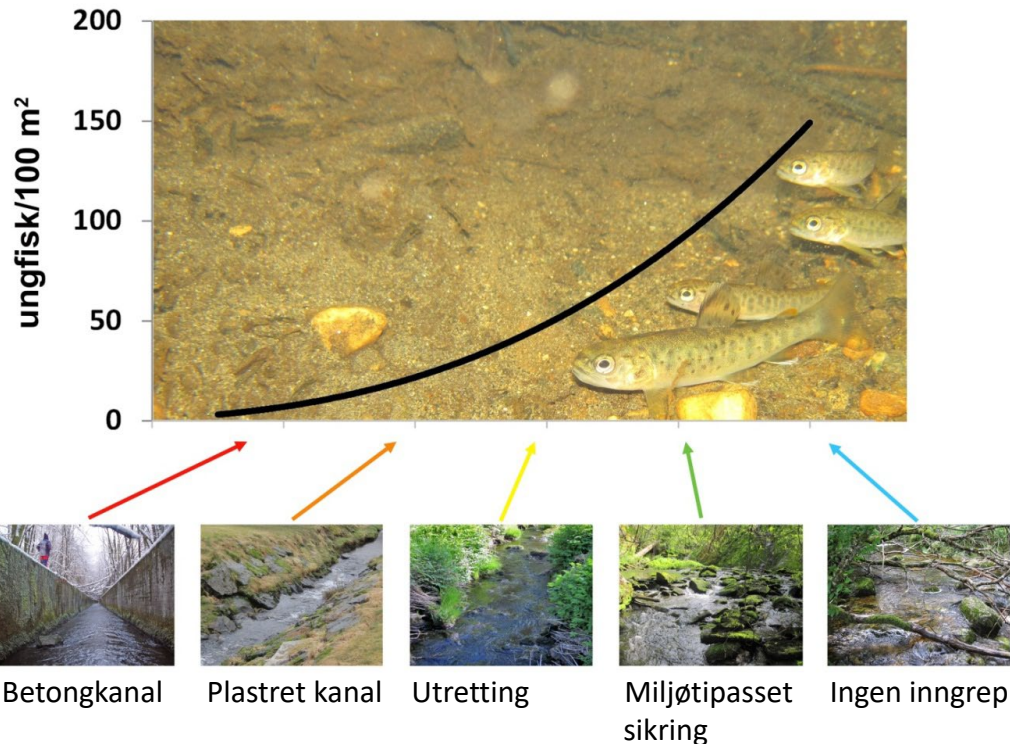 200
150
100
50
0
ungfisk/100 m²
Betongkanal
Plastret kanal
Utretting
Miljøtipasset
sikring
Ingen inngrep